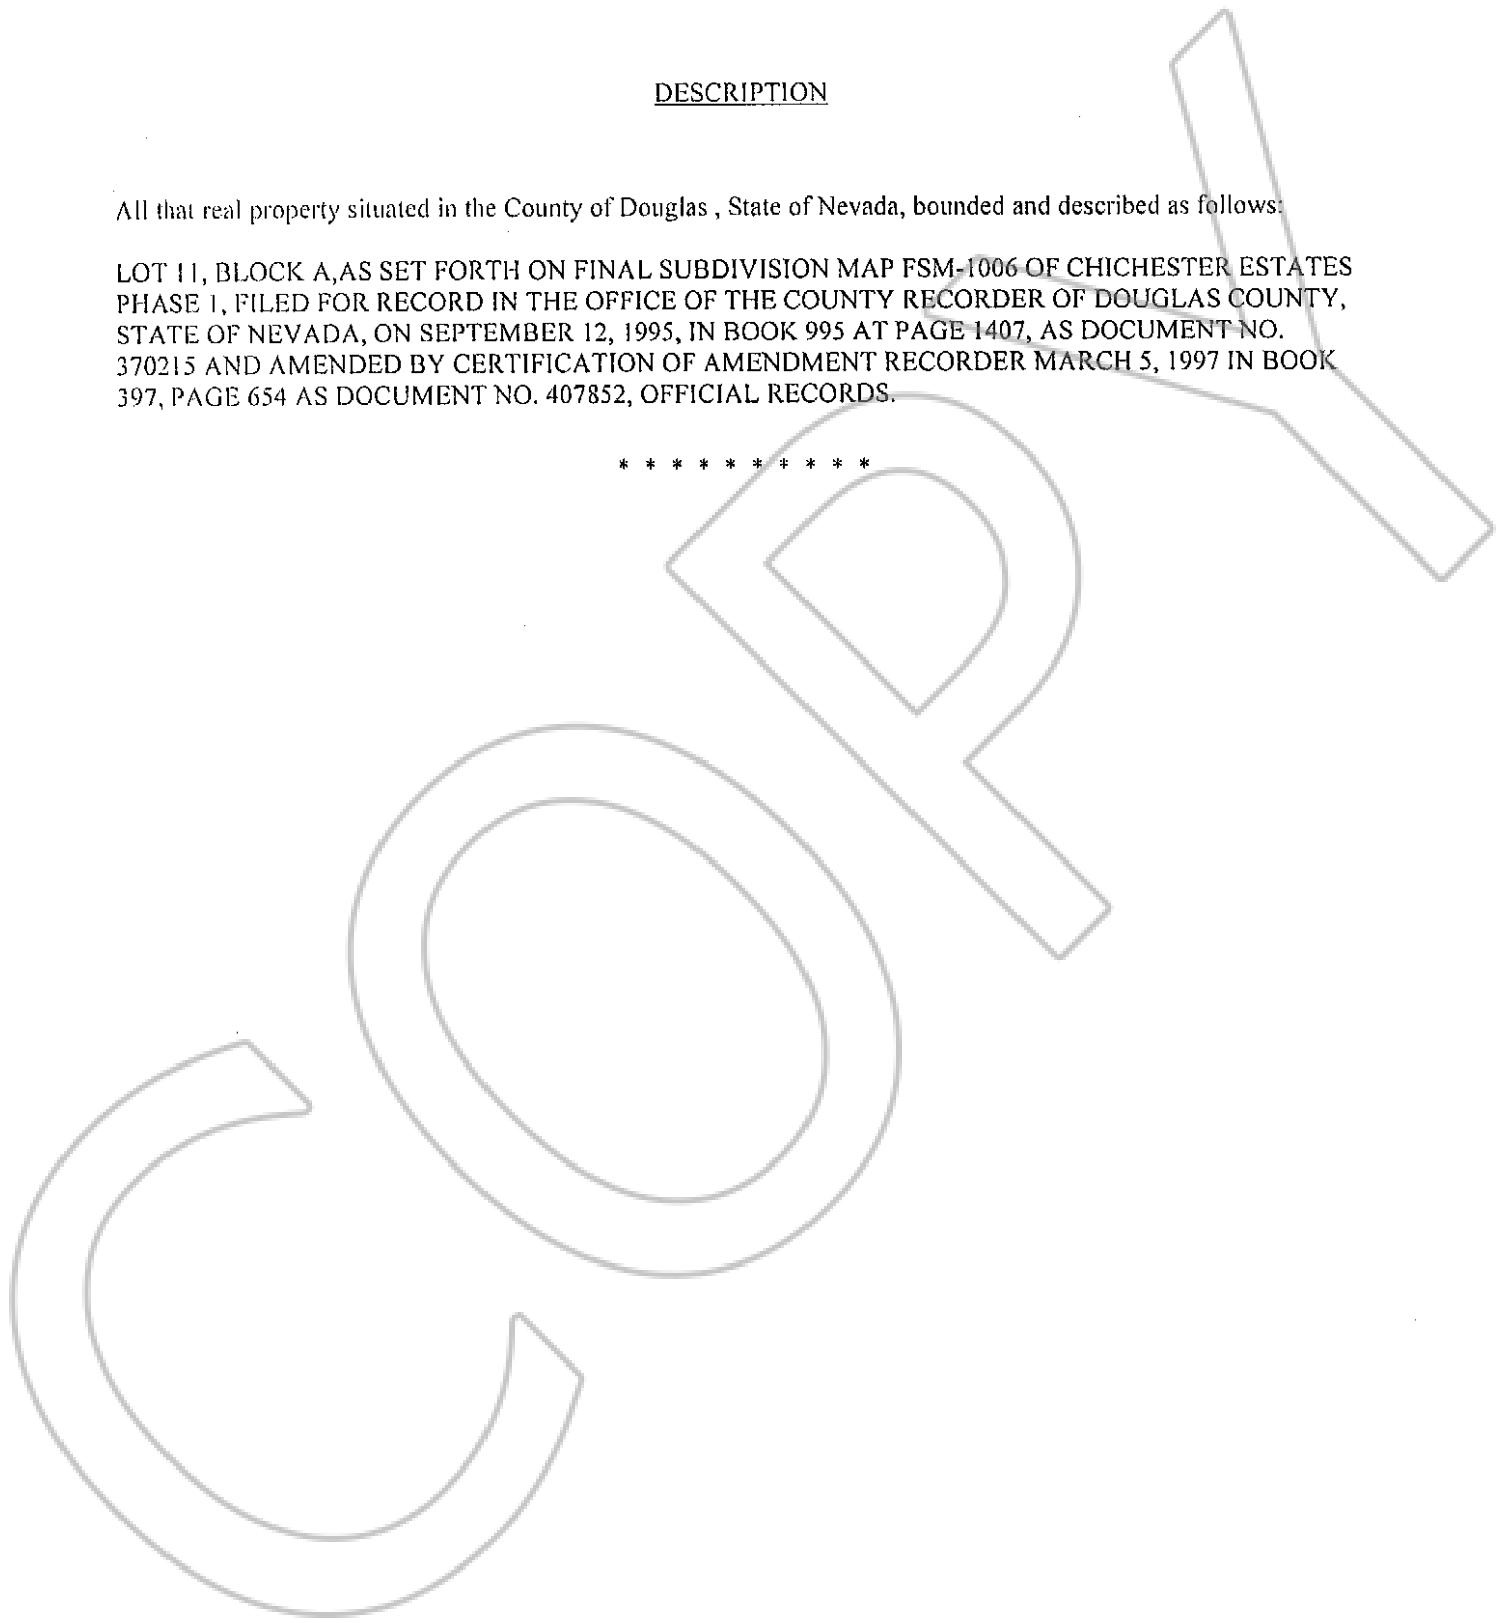 DESCRIPTION
All that real property situated in the County of Douglas , State of Nevada, bounded and described as follows:
LOT 11, BLOCK A,AS SET FORTH ON FINAL SUBDIVISION MAP FSM-1006 OF CHICHESTER ESTATES
PHASE 1, FILED FOR RECORD IN THE OFFICE OF THE COUNTY RECORDER OF DOUGLAS COUNTY,
STATE OF NEVADA, ON SEPTEMBER 12, 1995, IN BOOK 995 AT PAGE 1407, AS DOCUMENT NO.
370215 AND AMENDED BY CERTIFICATION OF AMENDMENT RECORDER MARCH 5, 1997 IN BOOK
397, PAGE 654 AS DOCUMENT NO. 407852, OFFICIAL RECORDS.
* * * * * * * * * *
COPY